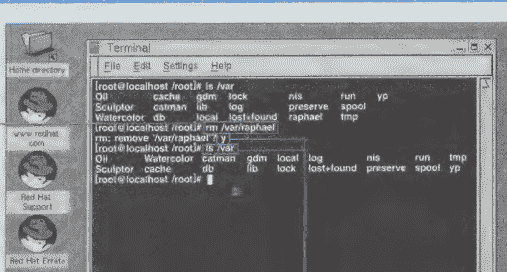 Terminal
File Edit Settings Help
Home directory
[root@localhost /root]# ls /var
Oil cache gdm lock nis run yp
Sculptor catman lib log preserve spool
Watercolor db local lost+found raphael tmp
[root@localhost /root]# rm /var/raphael
rm: remove '/var/raphael'? y
[root@localhost /root]# ls /var
Oil Watercolor catman gdm local log nis run tmp
Sculptor cache db lib lock lost+found preserve spool yp
[root@localhost /root]#
www.redhat.
com
Red Hat
Support
Red Hat Errata